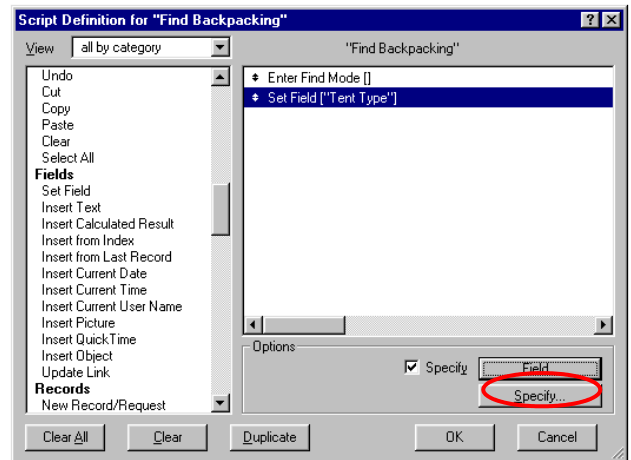 Script Definition for "Find Backpacking"
View all by category
"Find Backpacking"
Undo
Cut
Copy
Paste
Clear
Select All
Fields
Set Field
Insert Text
Insert Calculated Result
Insert from Index
Insert from Last Record
Insert Current Date
Insert Current Time
Insert Current User Name
Insert Picture
Insert QuickTime
Insert Object
Update Link
Records
New Record/Request
Enter Find Mode []
Set Field ["Tent Type"]
Options
Specify
Field...
Specify...
Clear All
Clear
Duplicate
OK
Cancel